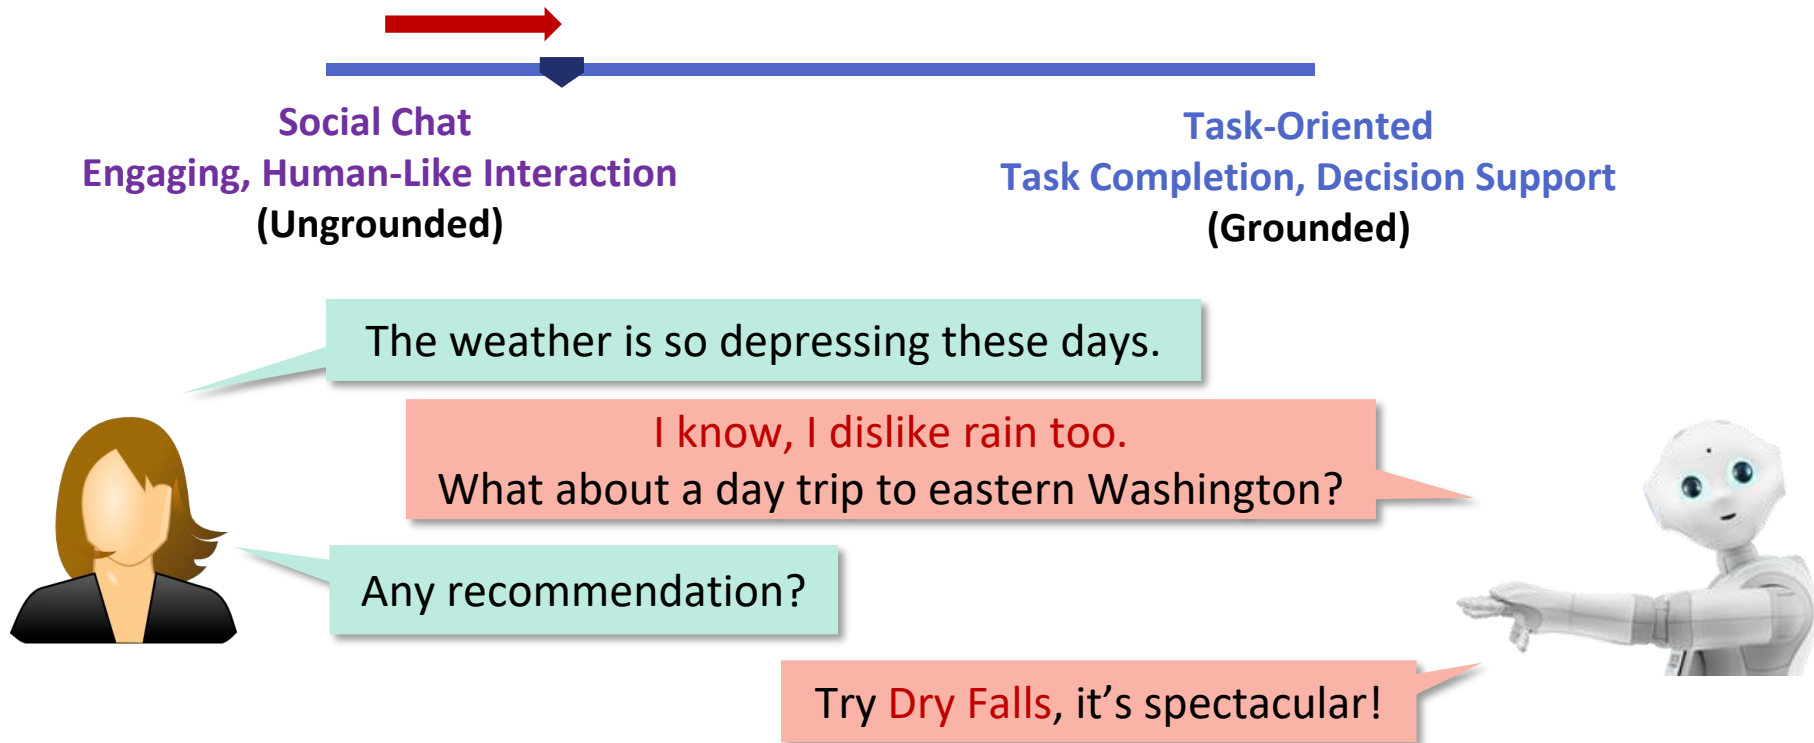 Social Chat
Engaging, Human-Like Interaction
(Ungrounded)
Task-Oriented
Task Completion, Decision Support
(Grounded)
The weather is so depressing these days.
I know, I dislike rain too.
What about a day trip to eastern Washington?
Any recommendation?
Try Dry Falls, it’s spectacular!